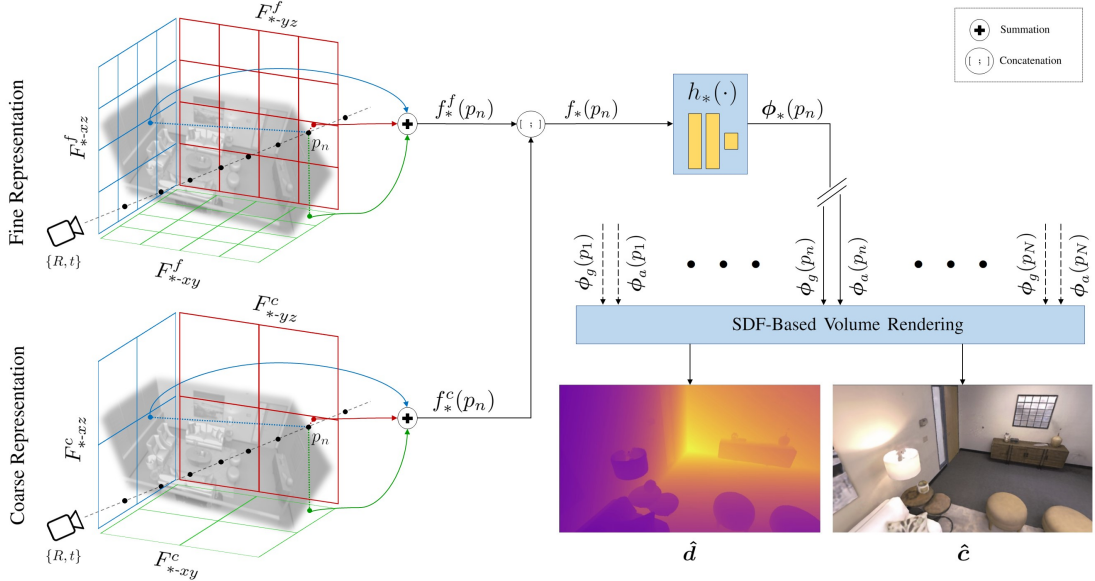 Fine Representation
F^f_{*-yz}
F^f_{*-xz}
F^f_{*-xy}
p_n
{R, t}
f^f_*(p_n)
[ ; ]
f_*(p_n)
h_*(·)
ϕ_*(p_n)
Summation
[ ; ] Concatenation
Coarse Representation
F^c_{*-yz}
F^c_{*-xz}
F^c_{*-xy}
p_n
{R, t}
f^c_*(p_n)
ϕ_g(p_1)
ϕ_a(p_1)
ϕ_g(p_n)
ϕ_a(p_n)
ϕ_g(p_N)
ϕ_a(p_N)
SDF-Based Volume Rendering
d̂
ĉ